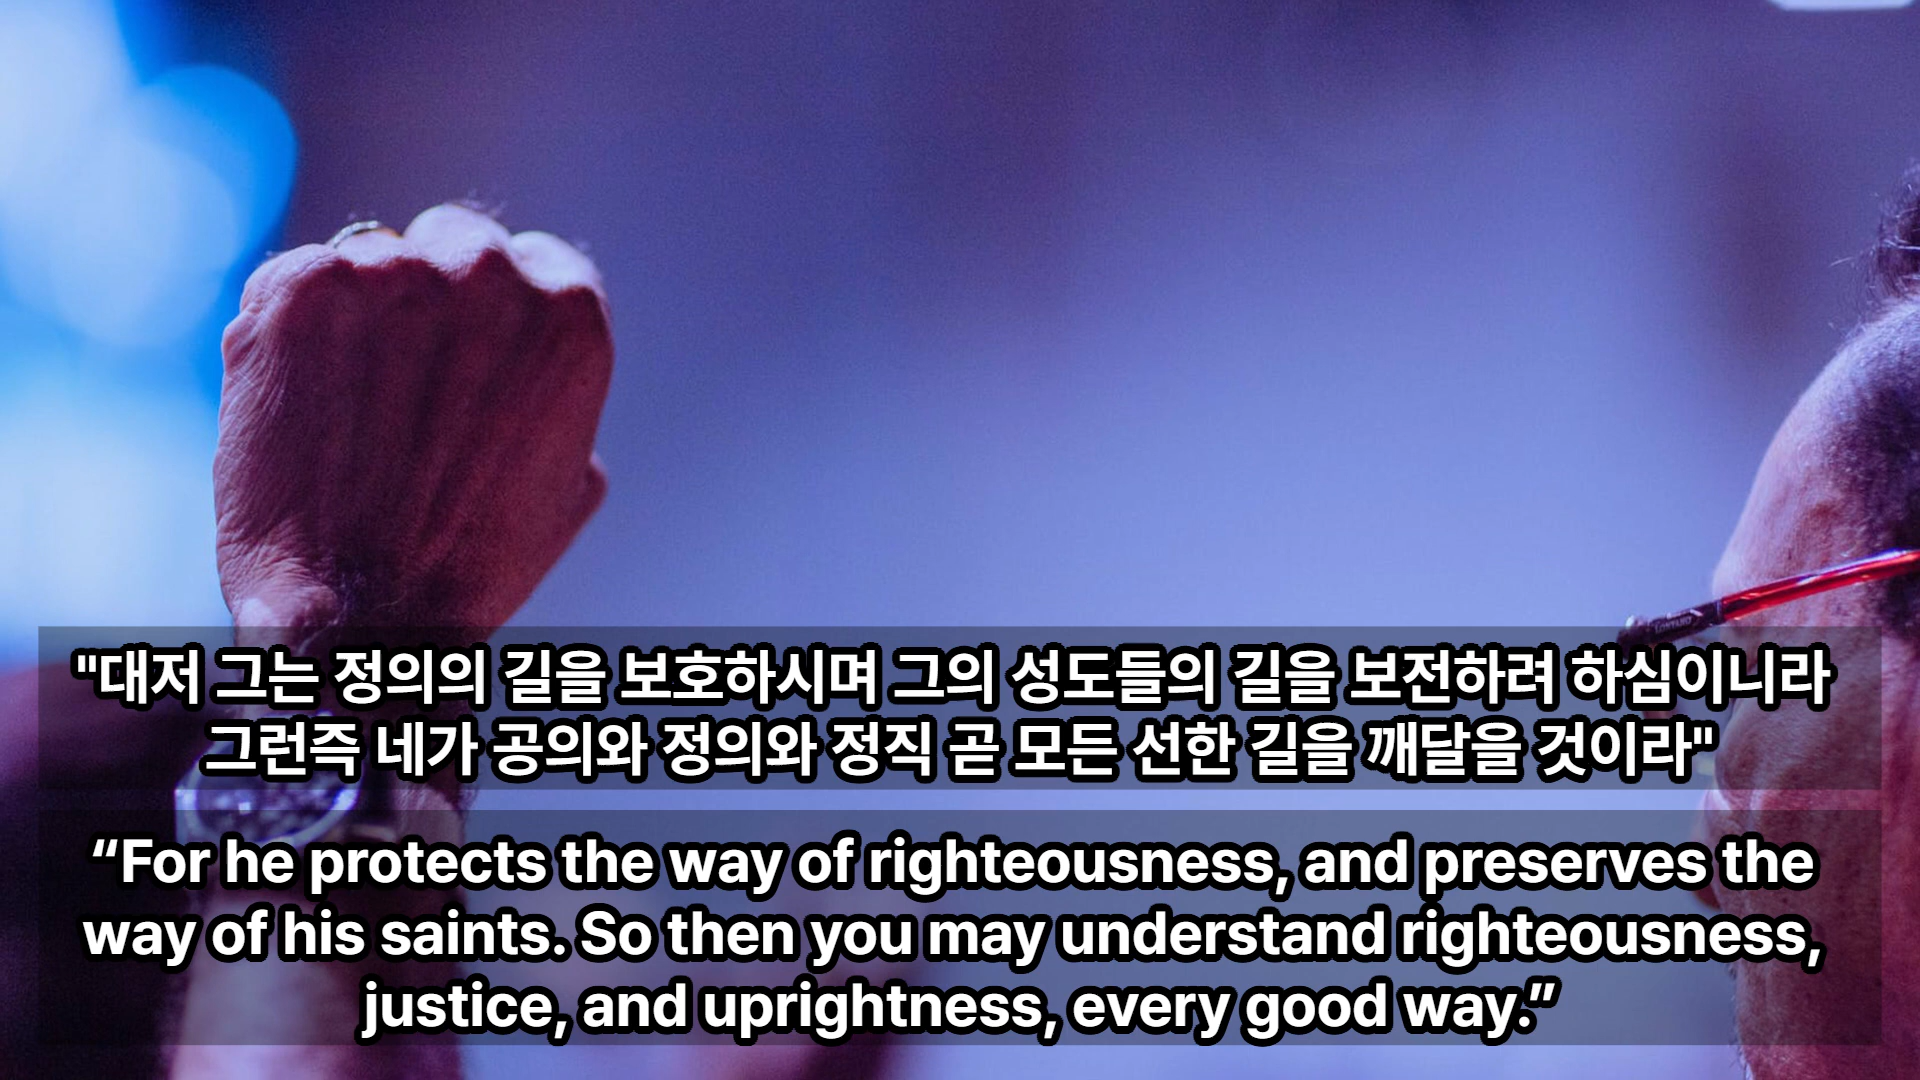 "대저 그는 정의의 길을 보호하시며 그의 성도들의 길을 보전하려 하심이니라
그런즉 네가 공의와 정의와 정직 곧 모든 선한 길을 깨달을 것이라"
“For he protects the way of righteousness, and preserves the
way of his saints. So then you may understand righteousness,
justice, and uprightness, every good way.”